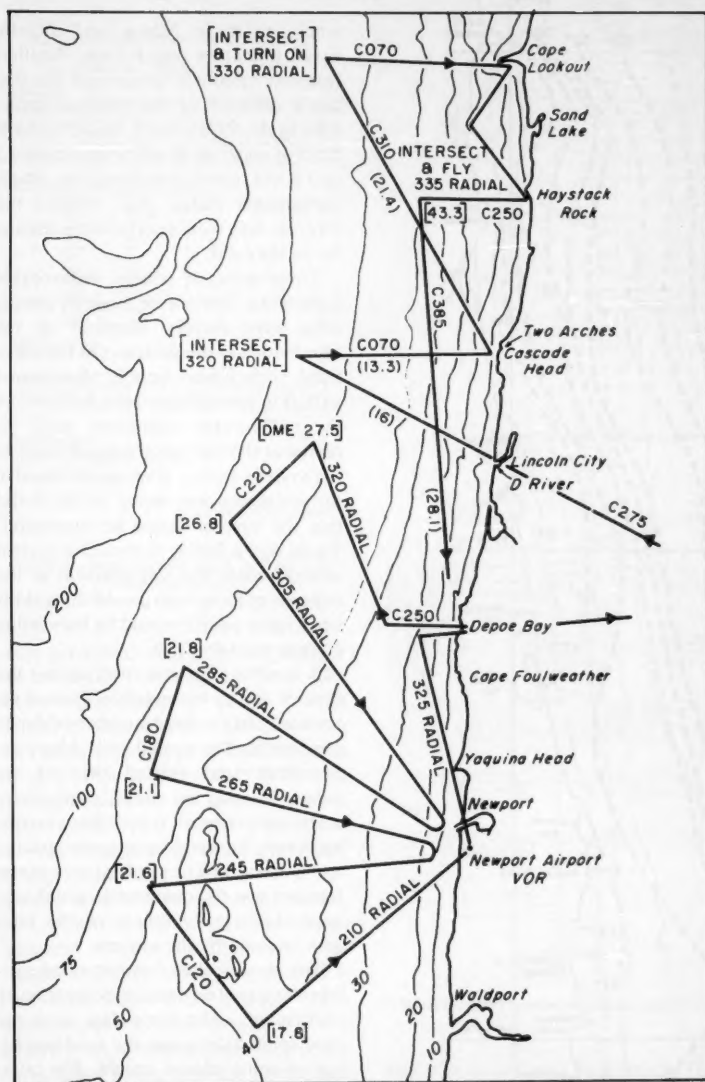 [INTERSECT
& TURN ON
330 RADIAL]
C070
Cape
Lookout
Sand
Lake
C310
(21.4)
INTERSECT
& FLY
335 RADIAL
[43.3]
C250
Haystack
Rock
C385
(28.1)
[INTERSECT
320 RADIAL]
C070
(13.3)
Two Arches
Cascade
Head
(16)
Lincoln City
D River
C275
[DME 27.5]
C220
[26.8]
320 RADIAL
305 RADIAL
200
C250
Depoe Bay
[21.8]
285 RADIAL
C180
[21.1]
265 RADIAL
Cape Foulweather
325 RADIAL
Yaquina Head
Newport
100
[21.6]
245 RADIAL
Newport Airport
VOR
210 RADIAL
C120
[17.8]
75
50
40
30
20
10
Waldport